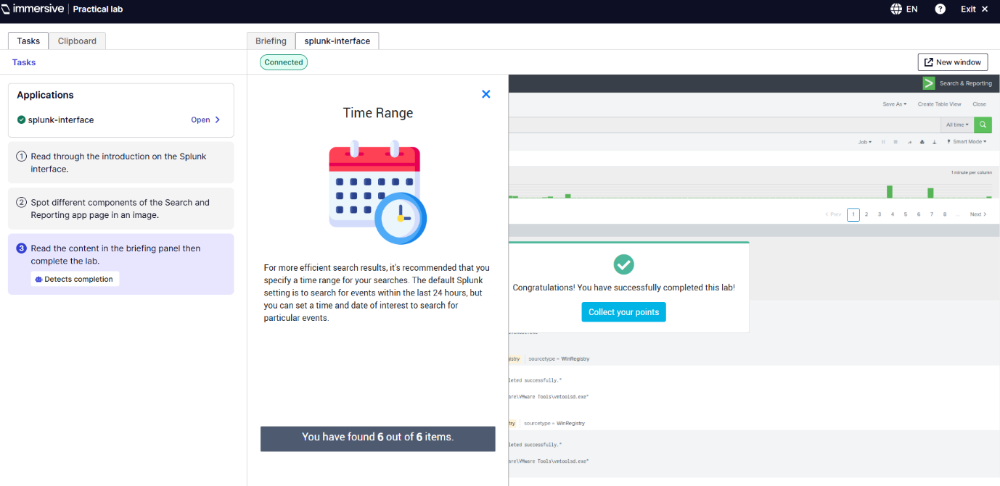 immersive | Practical lab
EN
?
Exit
Tasks
Clipboard
Briefing
splunk-interface
Tasks
Connected
New window
Applications
splunk-interface
Open
1 Read through the introduction on the Splunk
interface.
2 Spot different components of the Search and
Reporting app page in an image.
3 Read the content in the briefing panel then
complete the lab.
Detects completion
Time Range
For more efficient search results, it's recommended that you
specify a time range for your searches. The default Splunk
setting is to search for events within the last 24 hours, but
you can set a time and date of interest to search for
particular events.
You have found 6 out of 6 items.
Search & Reporting
Save As
Create Table View
Close
All time
Job
Smart Mode
1 minute per column
< Prev 1 2 3 4 5 6 7 8 ... Next >
Congratulations! You have successfully completed this lab!
Collect your points
sourcetype = WinRegistry
leted successfully."
are\VMware Tools\vmtoolsd.exe"
try
sourcetype = WinRegistry
leted successfully."
are\VMware Tools\vmtoolsd.exe"